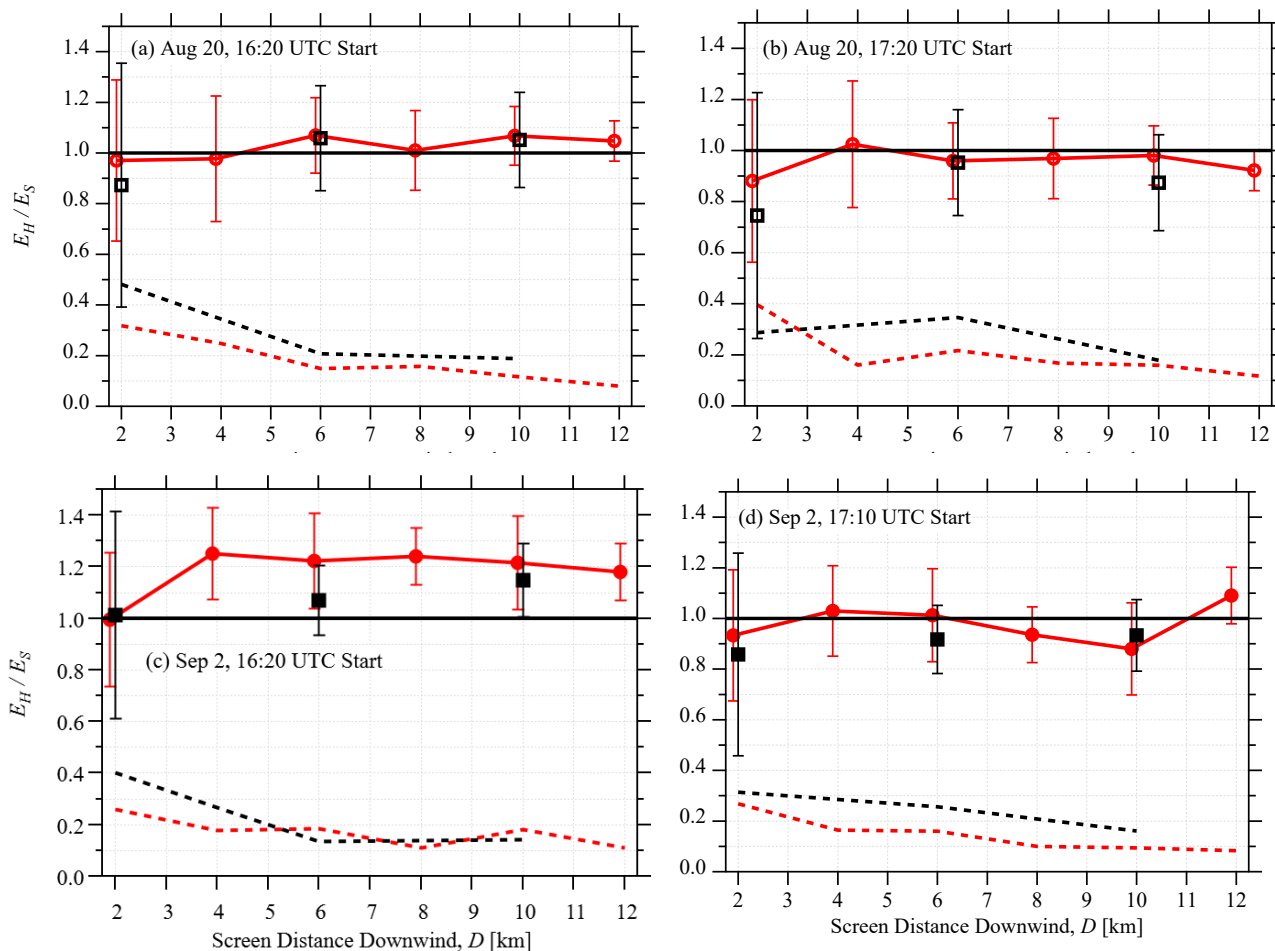 (a) Aug 20, 16:20 UTC Start
1.4
1.2
1.0
0.8
0.6
0.4
0.2
0.0
E_H / E_S
2 3 4 5 6 7 8 9 10 11 12
(b) Aug 20, 17:20 UTC Start
1.4
1.2
1.0
0.8
0.6
0.4
0.2
0.0
2 3 4 5 6 7 8 9 10 11 12
(c) Sep 2, 16:20 UTC Start
1.4
1.2
1.0
0.8
0.6
0.4
0.2
0.0
E_H / E_S
2 3 4 5 6 7 8 9 10 11 12
Screen Distance Downwind, D [km]
(d) Sep 2, 17:10 UTC Start
1.4
1.2
1.0
0.8
0.6
0.4
0.2
0.0
2 3 4 5 6 7 8 9 10 11 12
Screen Distance Downwind, D [km]